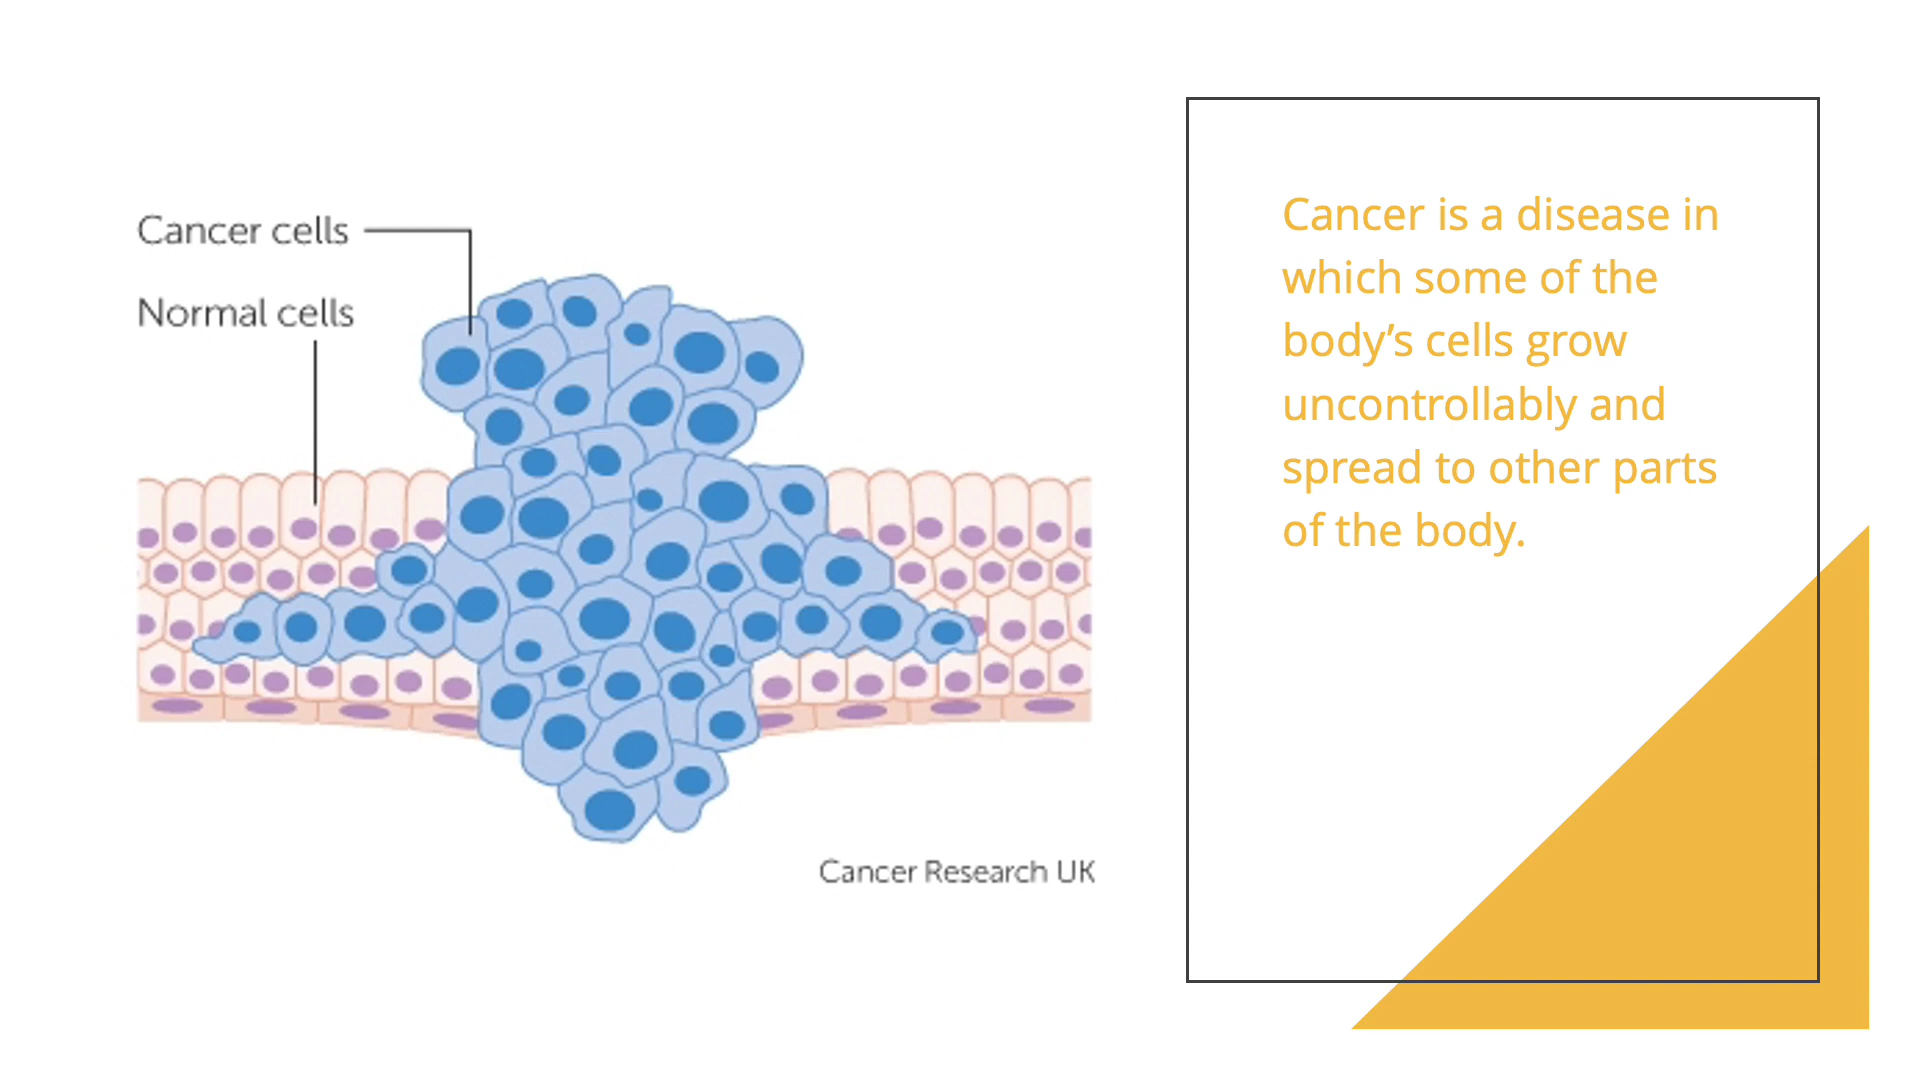 Cancer cells
Normal cells
Cancer Research UK
Cancer is a disease in
which some of the
body’s cells grow
uncontrollably and
spread to other parts
of the body.